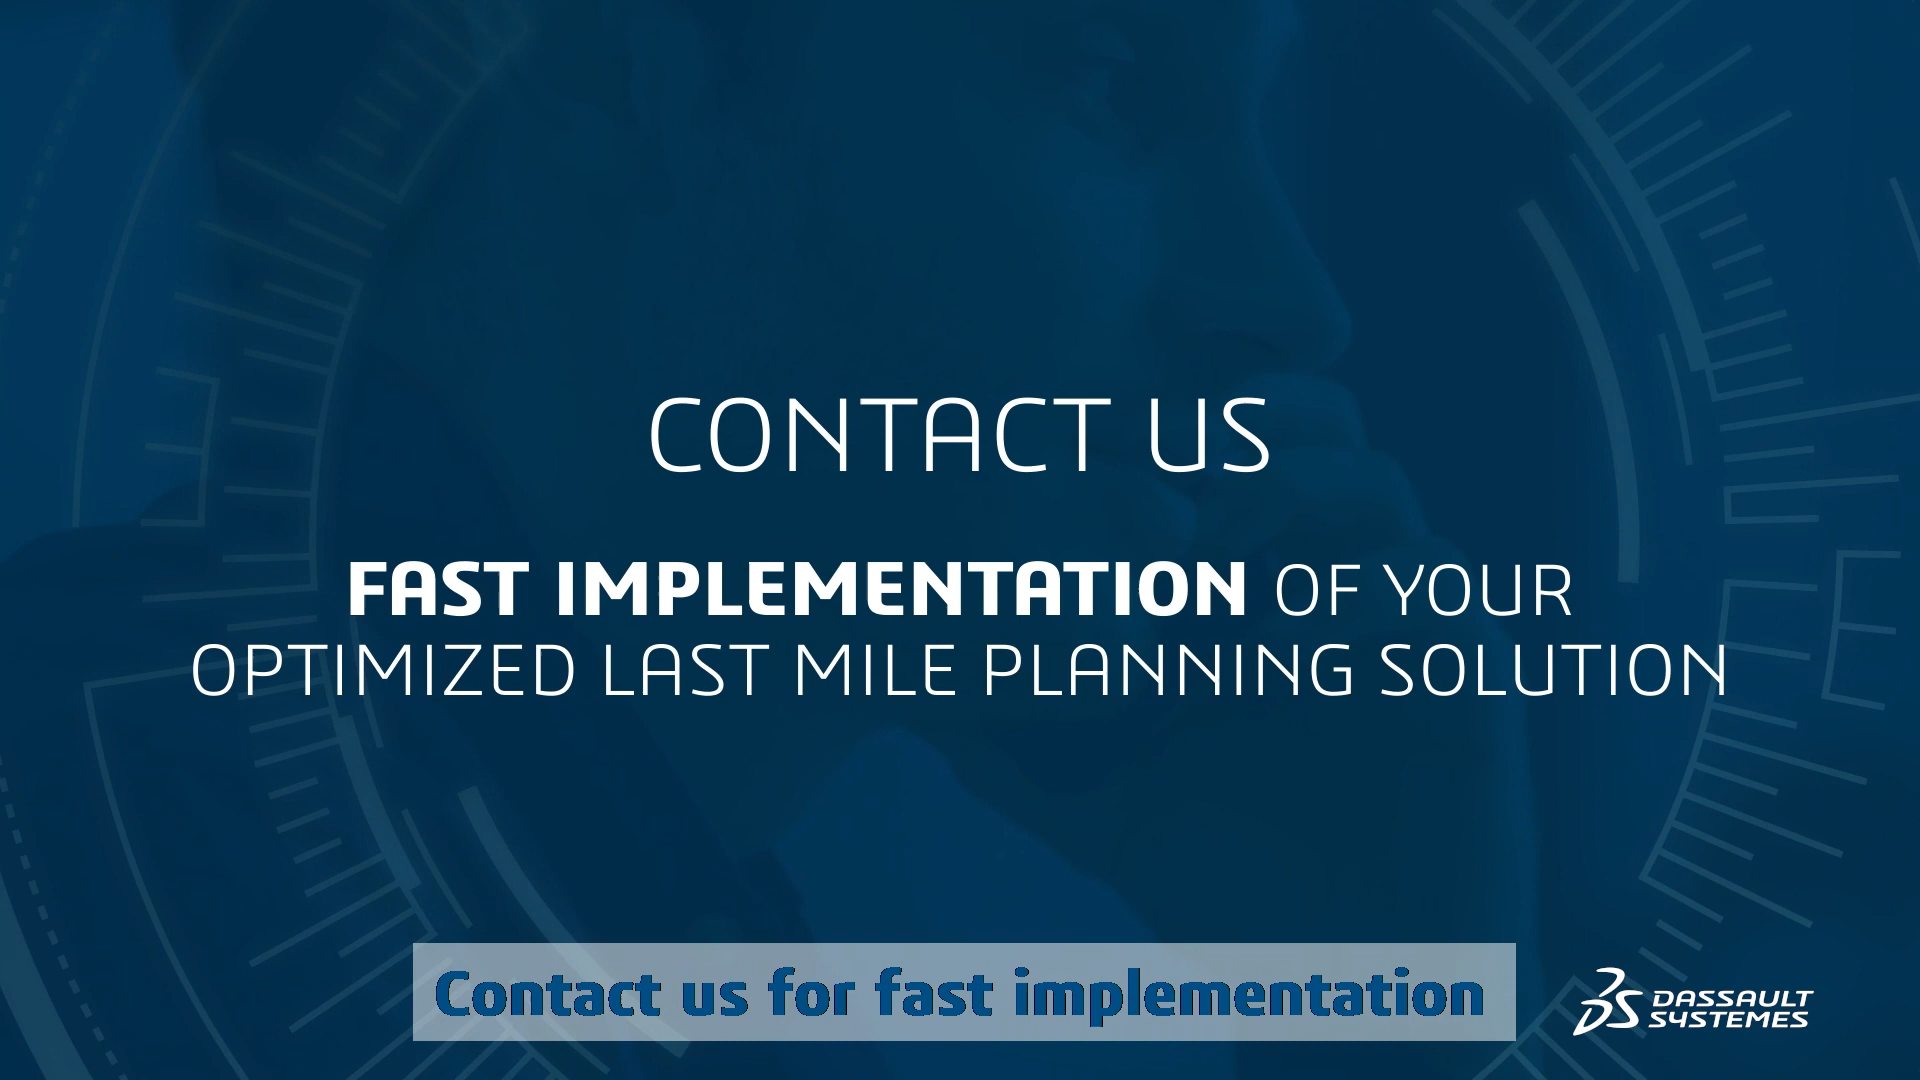 CONTACT US
FAST IMPLEMENTATION OF YOUR
OPTIMIZED LAST MILE PLANNING SOLUTION
Contact us for fast implementation
DASSAULT
SYSTEMES